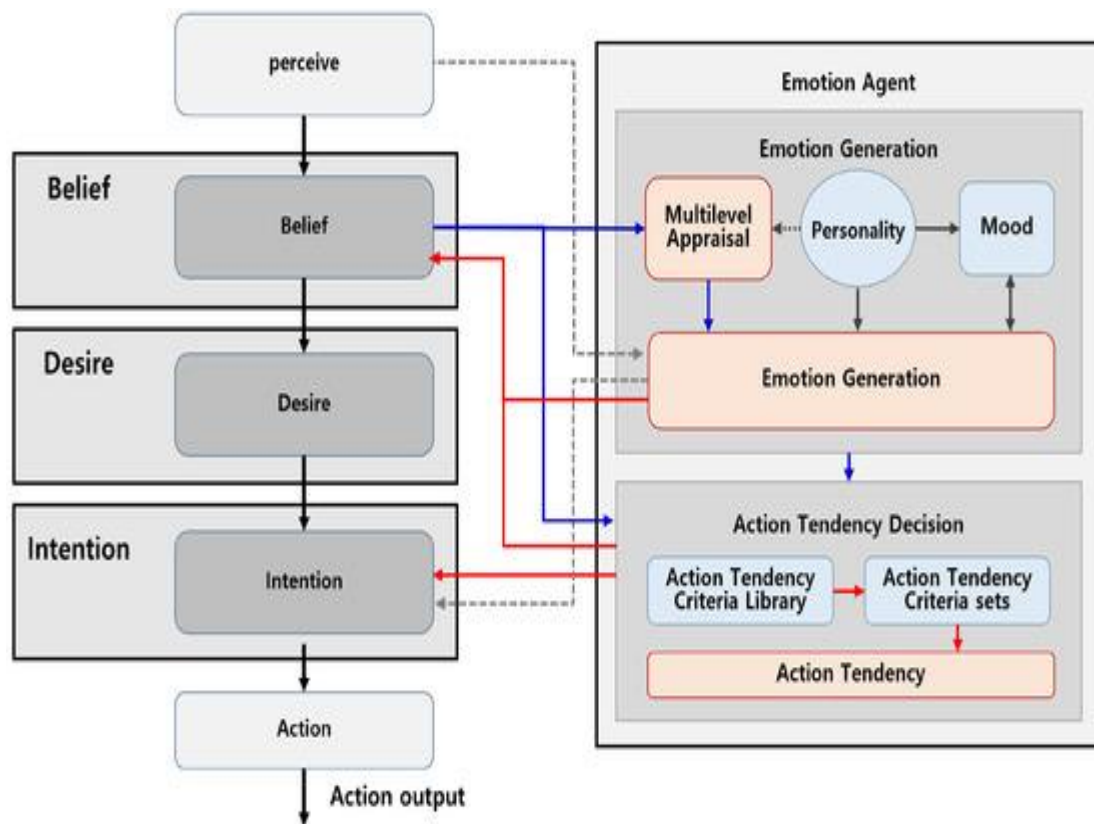 perceive
Belief
Belief
Desire
Desire
Intention
Intention
Action
Action output
Emotion Agent
Emotion Generation
Multilevel
Appraisal
Personality
Mood
Emotion Generation
Action Tendency Decision
Action Tendency
Criteria Library
Action Tendency
Criteria sets
Action Tendency